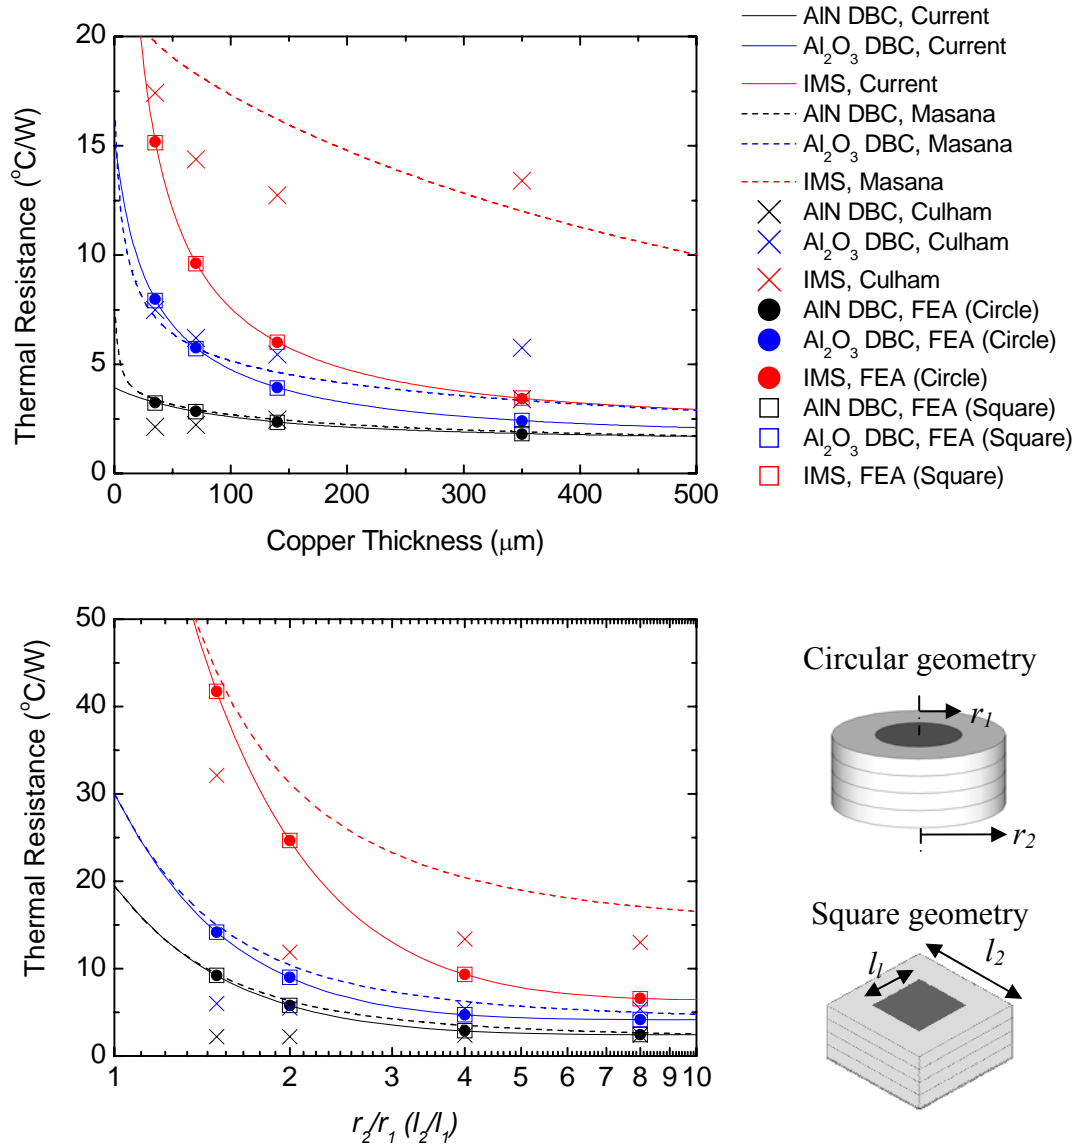 AlN DBC, Current
Al₂O₃ DBC, Current
IMS, Current
AlN DBC, Masana
Al₂O₃ DBC, Masana
IMS, Masana
AlN DBC, Culham
Al₂O₃ DBC, Culham
IMS, Culham
AlN DBC, FEA (Circle)
Al₂O₃ DBC, FEA (Circle)
IMS, FEA (Circle)
AlN DBC, FEA (Square)
Al₂O₃ DBC, FEA (Square)
IMS, FEA (Square)
Thermal Resistance (°C/W)
20
15
10
5
0
0 100 200 300 400 500
Copper Thickness (μm)
Thermal Resistance (°C/W)
50
40
30
20
10
0
1 2 3 4 5 6 7 8 9 10
r₂/r₁ (l₂/l₁)
Circular geometry
r₁
r₂
Square geometry
l₁
l₂